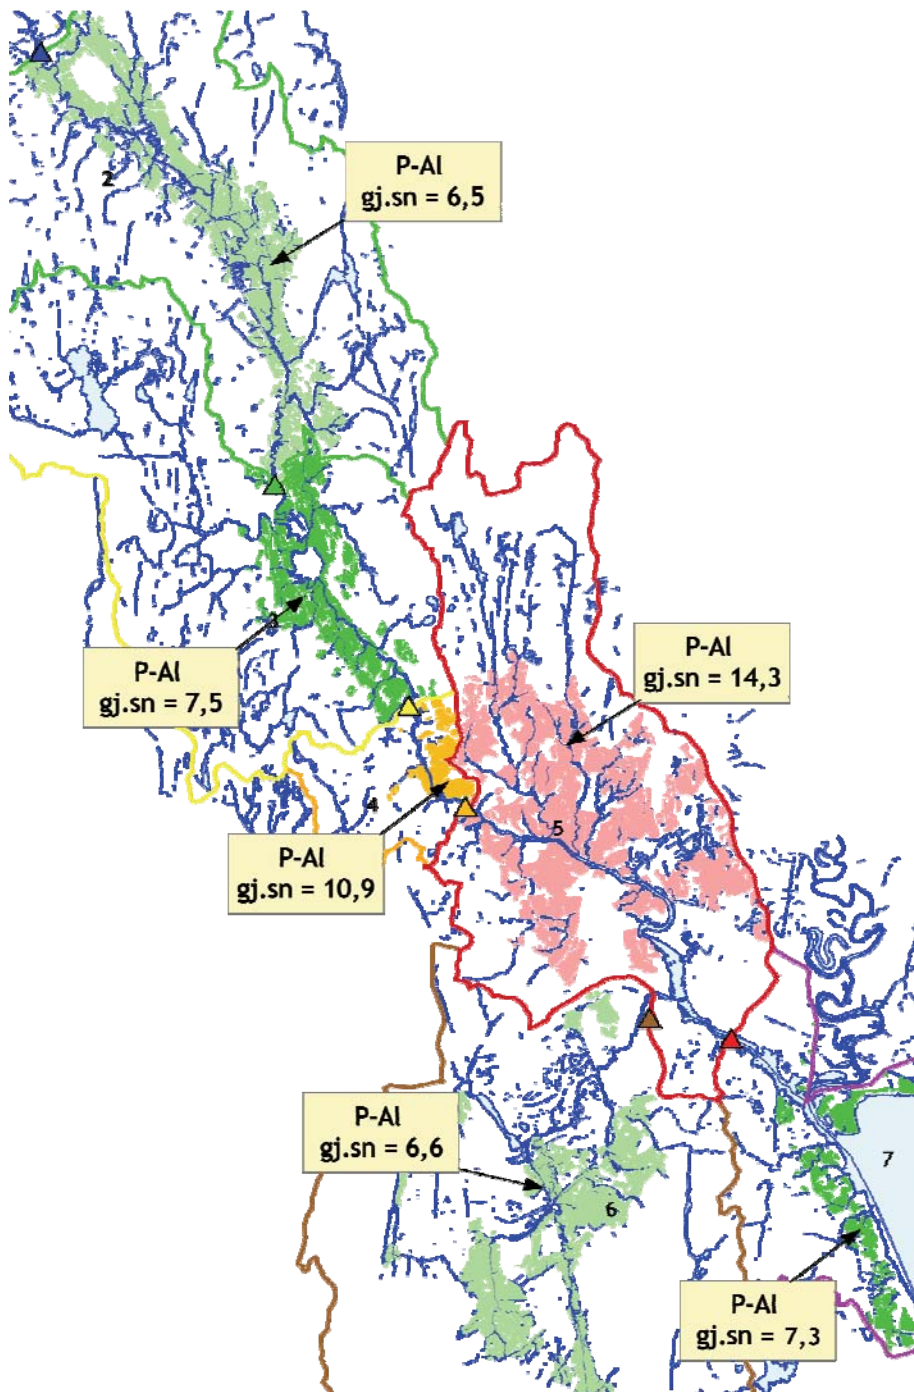 2
P-Al
gj.sn = 6,5
3
P-Al
gj.sn = 7,5
P-Al
gj.sn = 14,3
4
5
P-Al
gj.sn = 10,9
P-Al
gj.sn = 6,6
6
7
P-Al
gj.sn = 7,3